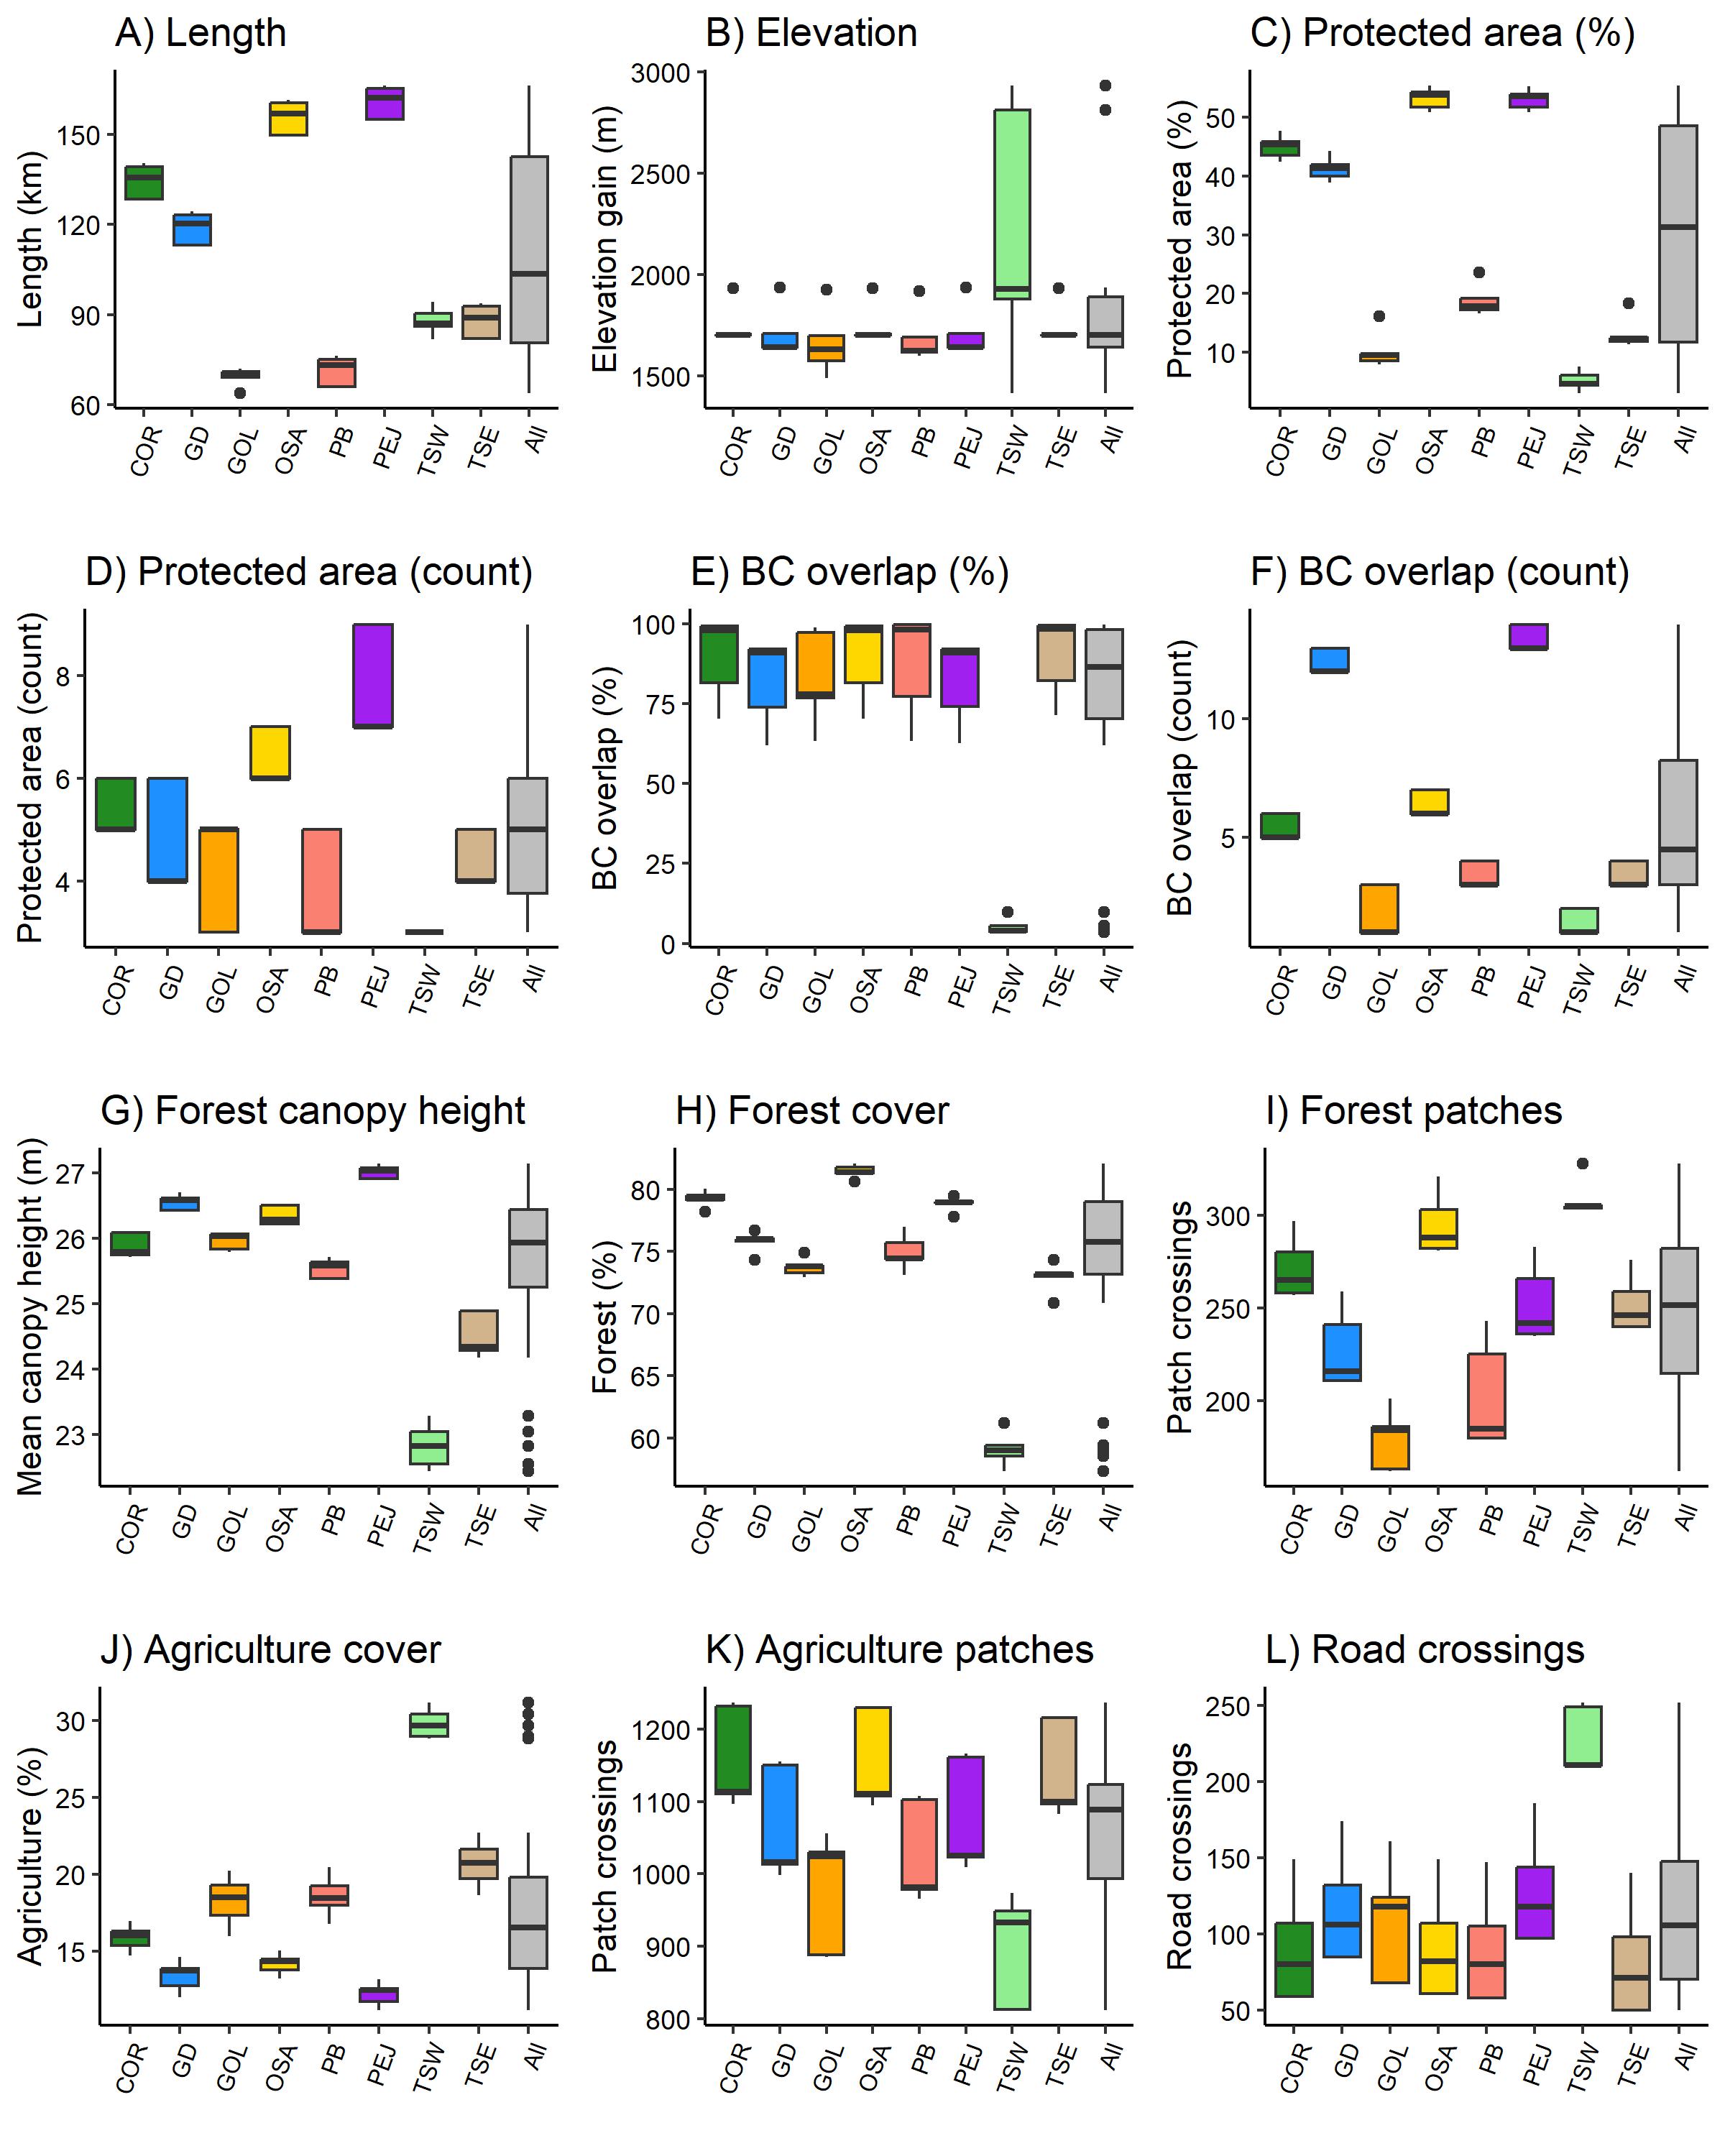 A) Length
B) Elevation
C) Protected area (%)
Length (km)
150
120
90
60
COR GD GOL OSA PB PEJ TSW TSE All
Elevation gain (m)
3000
2500
2000
1500
COR GD GOL OSA PB PEJ TSW TSE All
Protected area (%)
50
40
30
20
10
COR GD GOL OSA PB PEJ TSW TSE All
D) Protected area (count)
E) BC overlap (%)
F) BC overlap (count)
Protected area (count)
8
6
4
COR GD GOL OSA PB PEJ TSW TSE All
BC overlap (%)
100
75
50
25
0
COR GD GOL OSA PB PEJ TSW TSE All
BC overlap (count)
10
5
COR GD GOL OSA PB PEJ TSW TSE All
G) Forest canopy height
H) Forest cover
I) Forest patches
Mean canopy height (m)
27
26
25
24
23
COR GD GOL OSA PB PEJ TSW TSE All
Forest (%)
80
75
70
65
60
COR GD GOL OSA PB PEJ TSW TSE All
Patch crossings
300
250
200
COR GD GOL OSA PB PEJ TSW TSE All
J) Agriculture cover
K) Agriculture patches
L) Road crossings
Agriculture (%)
30
25
20
15
COR GD GOL OSA PB PEJ TSW TSE All
Patch crossings
1200
1100
1000
900
800
COR GD GOL OSA PB PEJ TSW TSE All
Road crossings
250
200
150
100
50
COR GD GOL OSA PB PEJ TSW TSE All